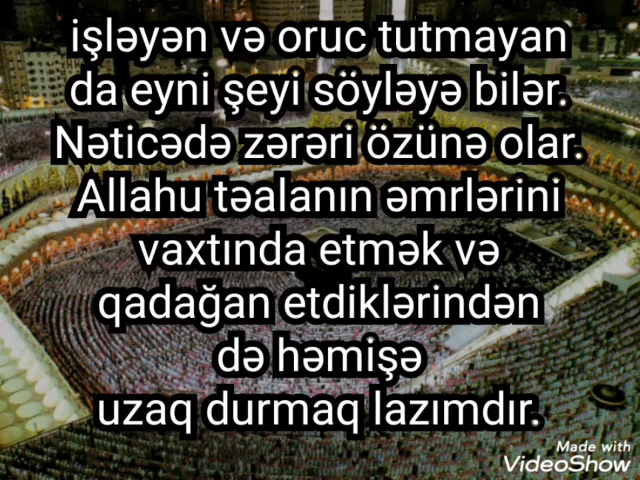 işləyən və oruc tutmayan
da eyni şeyi söyləyə bilər.
Nəticədə zərəri özünə olar.
Allahu təalanın əmrlərini
vaxtında etmək və
qadağan etdiklərindən
də həmişə
uzaq durmaq lazımdır.
Made with
VideoShow